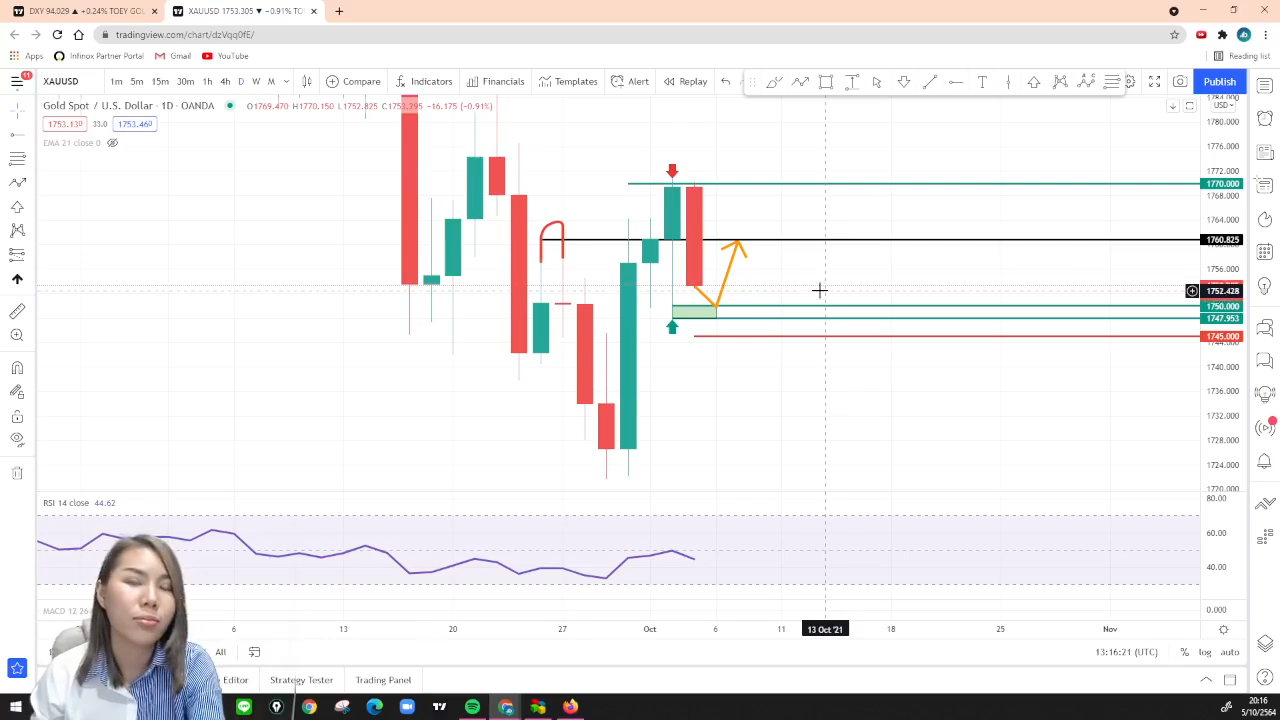 DXY 94.029 ▲ +0.24% TOEY GOL
XAUUSD 1753.305 ▼ −0.91% TO
tradingview.com/chart/dzVqq0fE/
Apps
Infinox Partner Portal
Gmail
YouTube
Reading list
11
XAUUSD
1m 5m 15m 30m 1h 4h D W M
Compare
Indicators
Financials
Templates
Alert
Replay
Publish
Gold Spot / U.S. Dollar · 1D · OANDA
O1769.470 H1770.150 L1752.825 C1753.295 −16.175 (−0.91%)
1753.130 33.0 1753.460
EMA 21 close 0
USD
1780.000
1776.000
1772.000
1770.000
1768.000
1764.000
1760.825
1756.000
1752.428
1750.000
1747.953
1745.000
1740.000
1736.000
1732.000
1728.000
1724.000
1720.000
RSI 14 close 44.62
80.00
60.00
40.00
MACD 12 26
0.000
6 13 20 27 Oct 6 11 13 Oct '21 18 25 Nov
All
13:16:21 (UTC)
% log auto
Editor
Strategy Tester
Trading Panel
20:16
5/10/2564